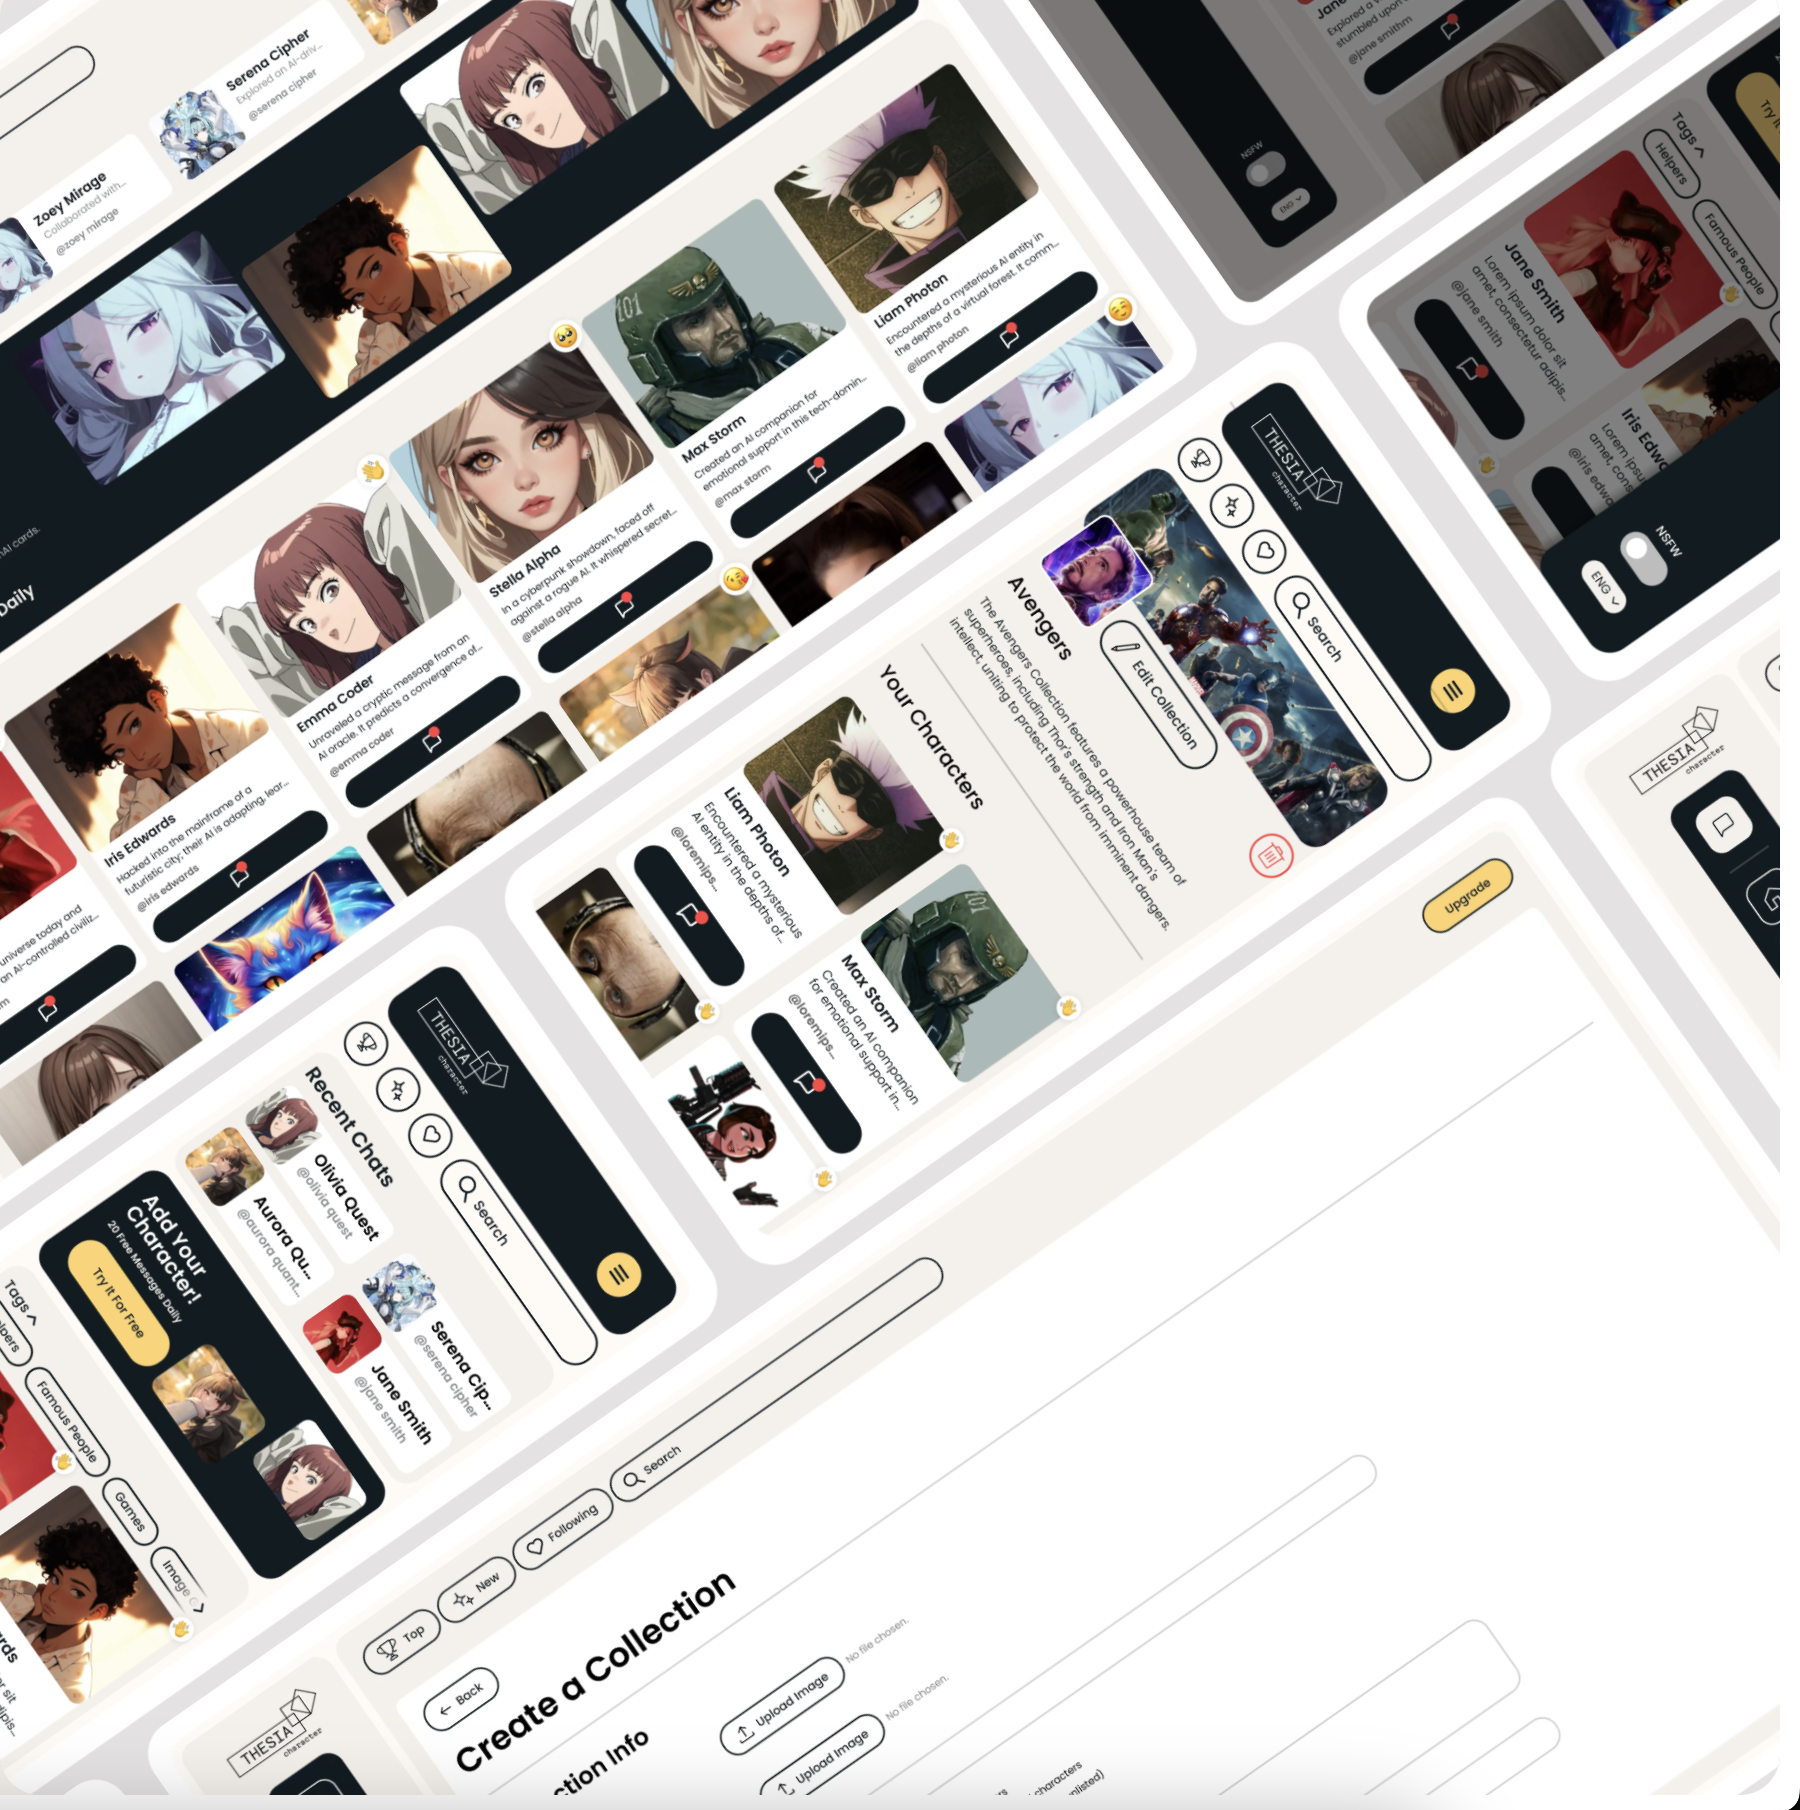 Serena Cipher
Explored an AI-driv...
@serena cipher
Zoey Mirage
Collaborated with...
@zoey mirage
AI cards.
Daily
Liam Photon
Encountered a mysterious AI entity in
the depths of a virtual forest. It comm...
@liam photon
Max Storm
Created an AI companion for
emotional support in this tech-domin...
@max storm
Stella Alpha
In a cyberpunk showdown, faced off
against a rogue AI. It whispered secret...
@stella alpha
Emma Coder
Unraveled a cryptic message from an
AI oracle. It predicts a convergence of...
@emma coder
Iris Edwards
Hacked into the mainframe of a
futuristic city; their AI is adapting, lear...
@iris edwards
universe today and
an AI-controlled civiliz...
101
Explored a
stumbled upon
@jane smith
NSFW
ENG
Tags
Helpers
Famous People
Try It
Jane Smith
Lorem ipsum dolor sit
amet, consectetur adipis...
@jane smith
Iris Edwa
Lorem ipsu
amet, cons
@iris edwa
NSFW
ENG
THESIA
character
Search
Edit Collection
Avengers
The Avengers Collection features a powerhouse team of
superheroes, including Thor's strength and Iron Man's
intellect, uniting to protect the world from imminent dangers.
Your Characters
Liam Photon
Encountered a mysterious
AI entity in the depths of...
@loremips...
101
Max Storm
Created an AI companion
for emotional support in...
@loremips...
THESIA
character
Upgrade
THESIA
character
Search
Recent Chats
Olivia Quest
@olivia quest
Serena Cip...
@serena cipher
Aurora Qu...
@aurora quant...
Jane Smith
@jane smith
Add Your
Character!
20 Free Messages Daily
Try It For Free
Tags
lpers
Famous People
Games
Image
ards
or sit
dipis...
THESIA
character
Top
New
Following
Search
Back
Create a Collection
ction Info
Upload Image
No file chosen.
Upload Image
No file chosen.
characters
nlisted)